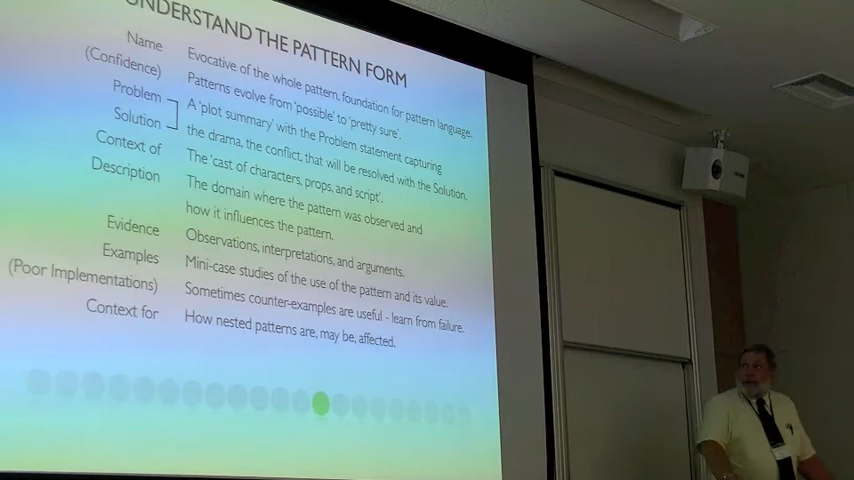 UNDERSTAND THE PATTERN FORM
Name Evocative of the whole pattern, foundation for pattern language.
(Confidence) Patterns evolve from 'possible' to 'pretty sure'.
Problem A 'plot summary' with the Problem statement capturing
Solution the drama, the conflict, that will be resolved with the Solution.
Context of The 'cast of characters, props, and script'.
Description The domain where the pattern was observed and
how it influences the pattern.
Evidence Observations, interpretations, and arguments.
Examples Mini-case studies of the use of the pattern and its value.
(Poor Implementations) Sometimes counter-examples are useful - learn from failure.
Context for How nested patterns are, may be, affected.